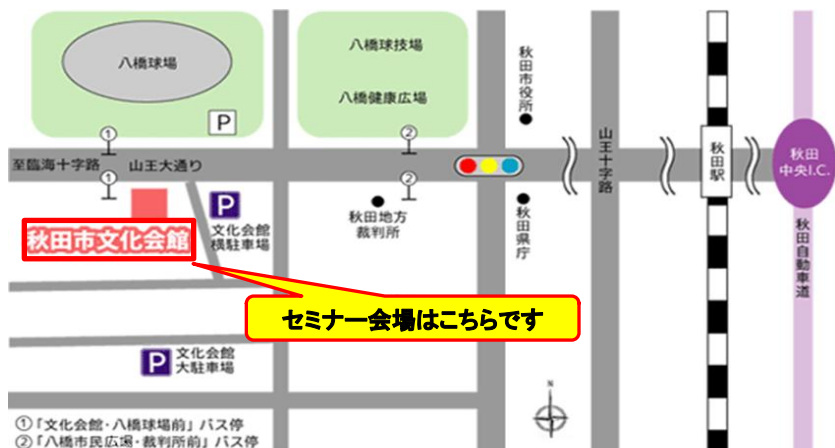 八橋球場
P
八橋球技場
八橋健康広場
秋田市役所
①
②
至臨海十字路
山王大通り
山王十字路
秋田駅
秋田
中央I.C.
①
②
P
文化会館
横駐車場
秋田地方
裁判所
秋田県庁
秋田自動車道
秋田市文化会館
セミナー会場はこちらです
P
文化会館
大駐車場
N
①「文化会館・八橋球場前」バス停
②「八橋市民広場・裁判所前」バス停